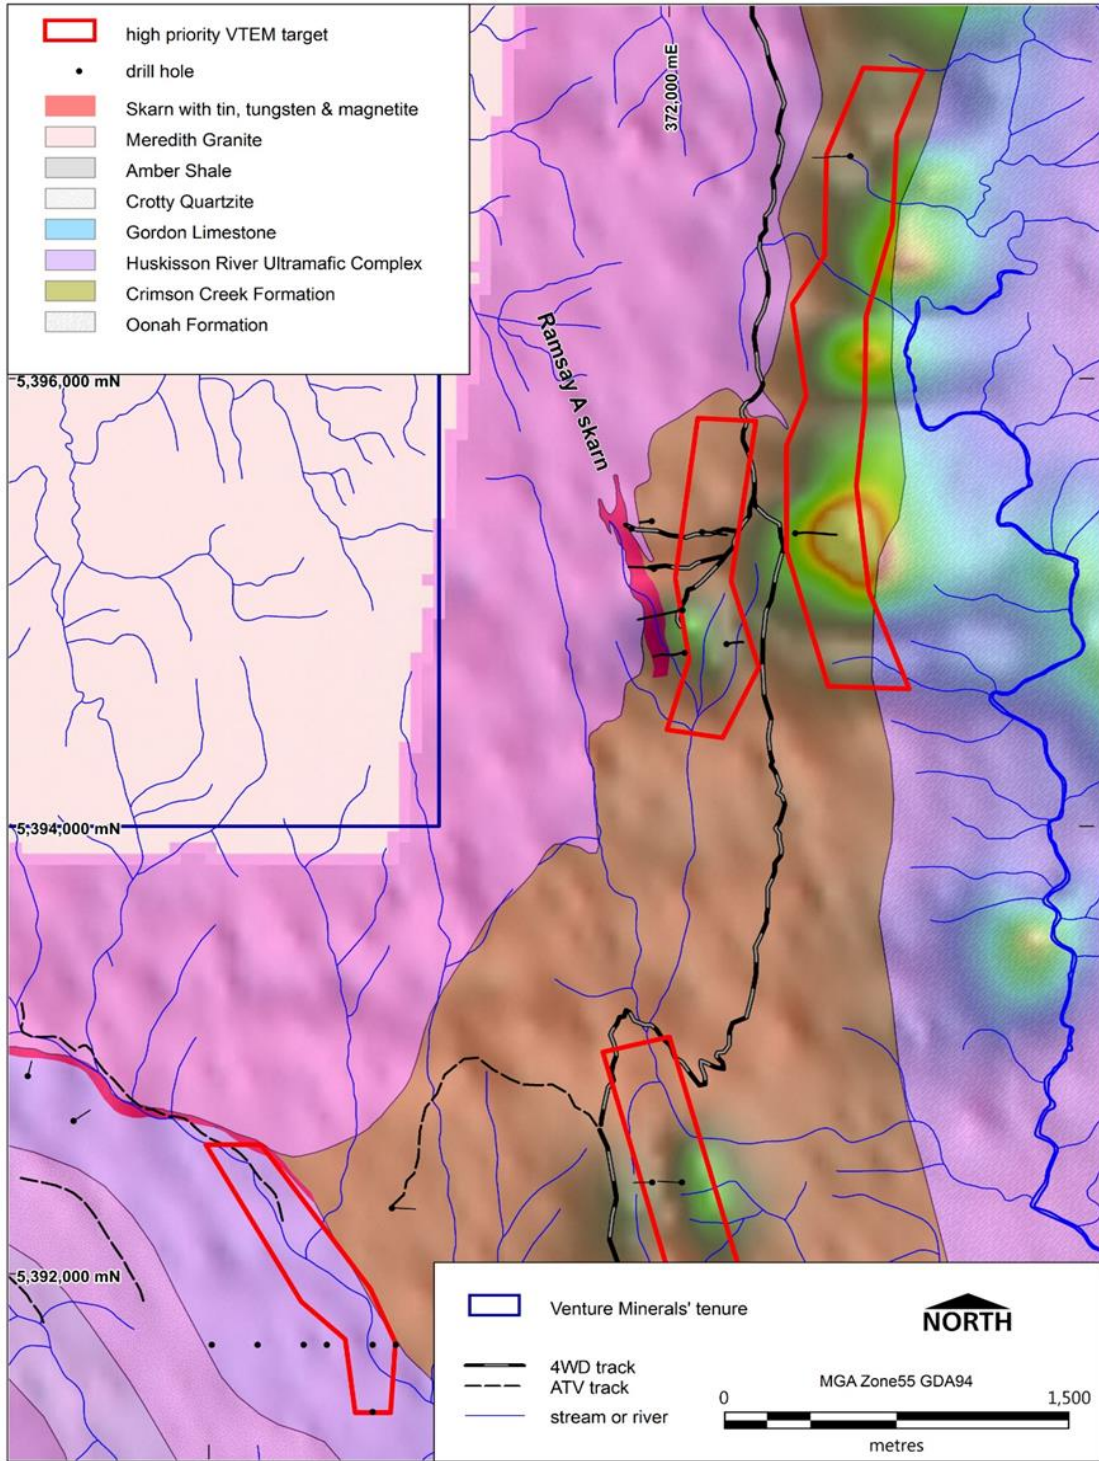 high priority VTEM target
drill hole
Skarn with tin, tungsten & magnetite
Meredith Granite
Amber Shale
Crotty Quartzite
Gordon Limestone
Huskisson River Ultramafic Complex
Crimson Creek Formation
Oonah Formation
372,000 mE
Ramsay A skarn
5,396,000 mN
5,394,000 mN
5,392,000 mN
Venture Minerals' tenure
NORTH
4WD track
ATV track
stream or river
MGA Zone55 GDA94
0 1,500
metres